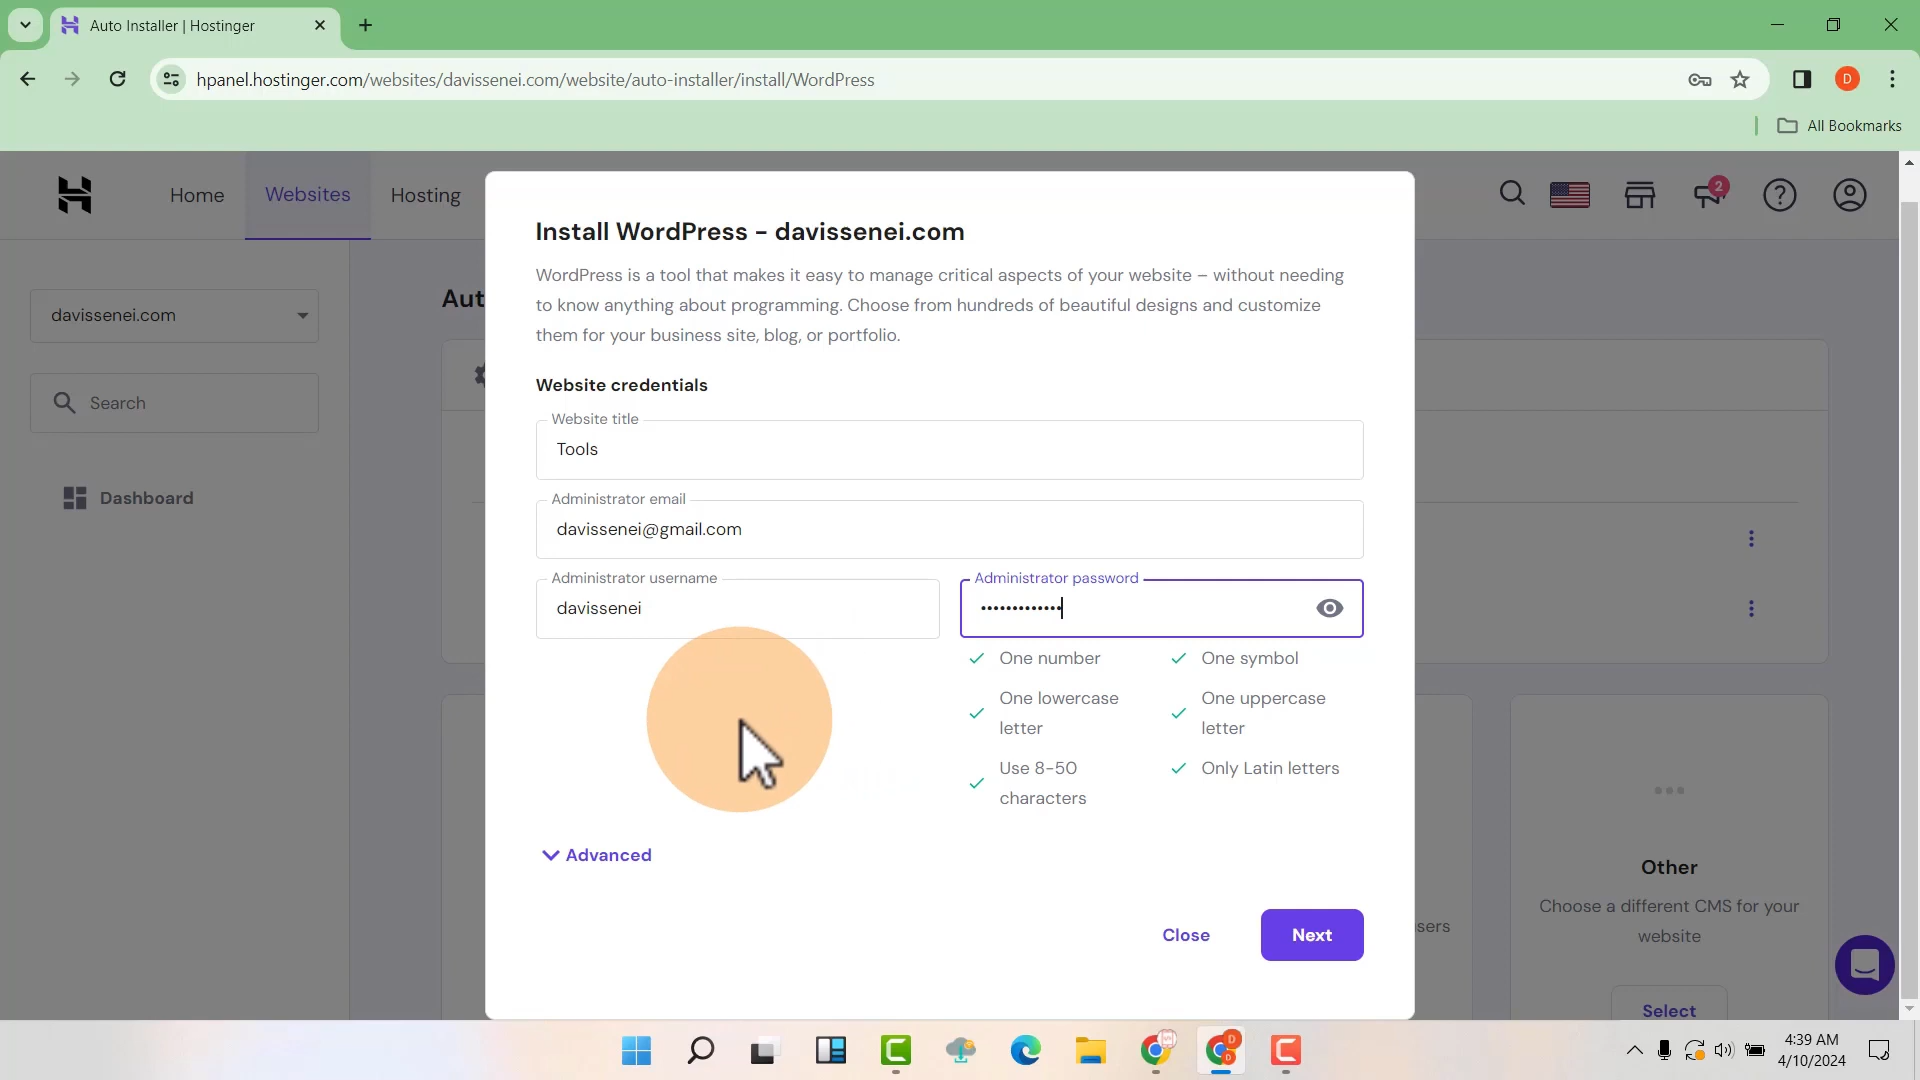 Auto Installer | Hostinger
hpanel.hostinger.com/websites/davissenei.com/website/auto-installer/install/WordPress
D
All Bookmarks
Home
Websites
Hosting
2
davissenei.com
Search
Dashboard
Aut
Install WordPress - davissenei.com
WordPress is a tool that makes it easy to manage critical aspects of your website – without needing
to know anything about programming. Choose from hundreds of beautiful designs and customize
them for your business site, blog, or portfolio.
Website credentials
Website title
Tools
Administrator email
davissenei@gmail.com
Administrator username
davissenei
Administrator password
•••••••••••••
One number
One symbol
One lowercase
letter
One uppercase
letter
Use 8-50
characters
Only Latin letters
Advanced
Close
Next
sers
Other
Choose a different CMS for your
website
Select
D
D
4:39 AM
4/10/2024